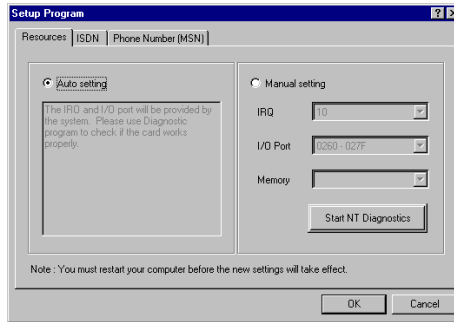 Setup Program
Resources ISDN Phone Number (MSN)
Auto setting
The IRQ and I/O port will be provided by
the system. Please use Diagnostic
program to check if the card works
properly.
Manual setting
IRQ 10
I/O Port 0260 - 027F
Memory
Start NT Diagnostics
Note : You must restart your computer before the new settings will take effect.
OK Cancel